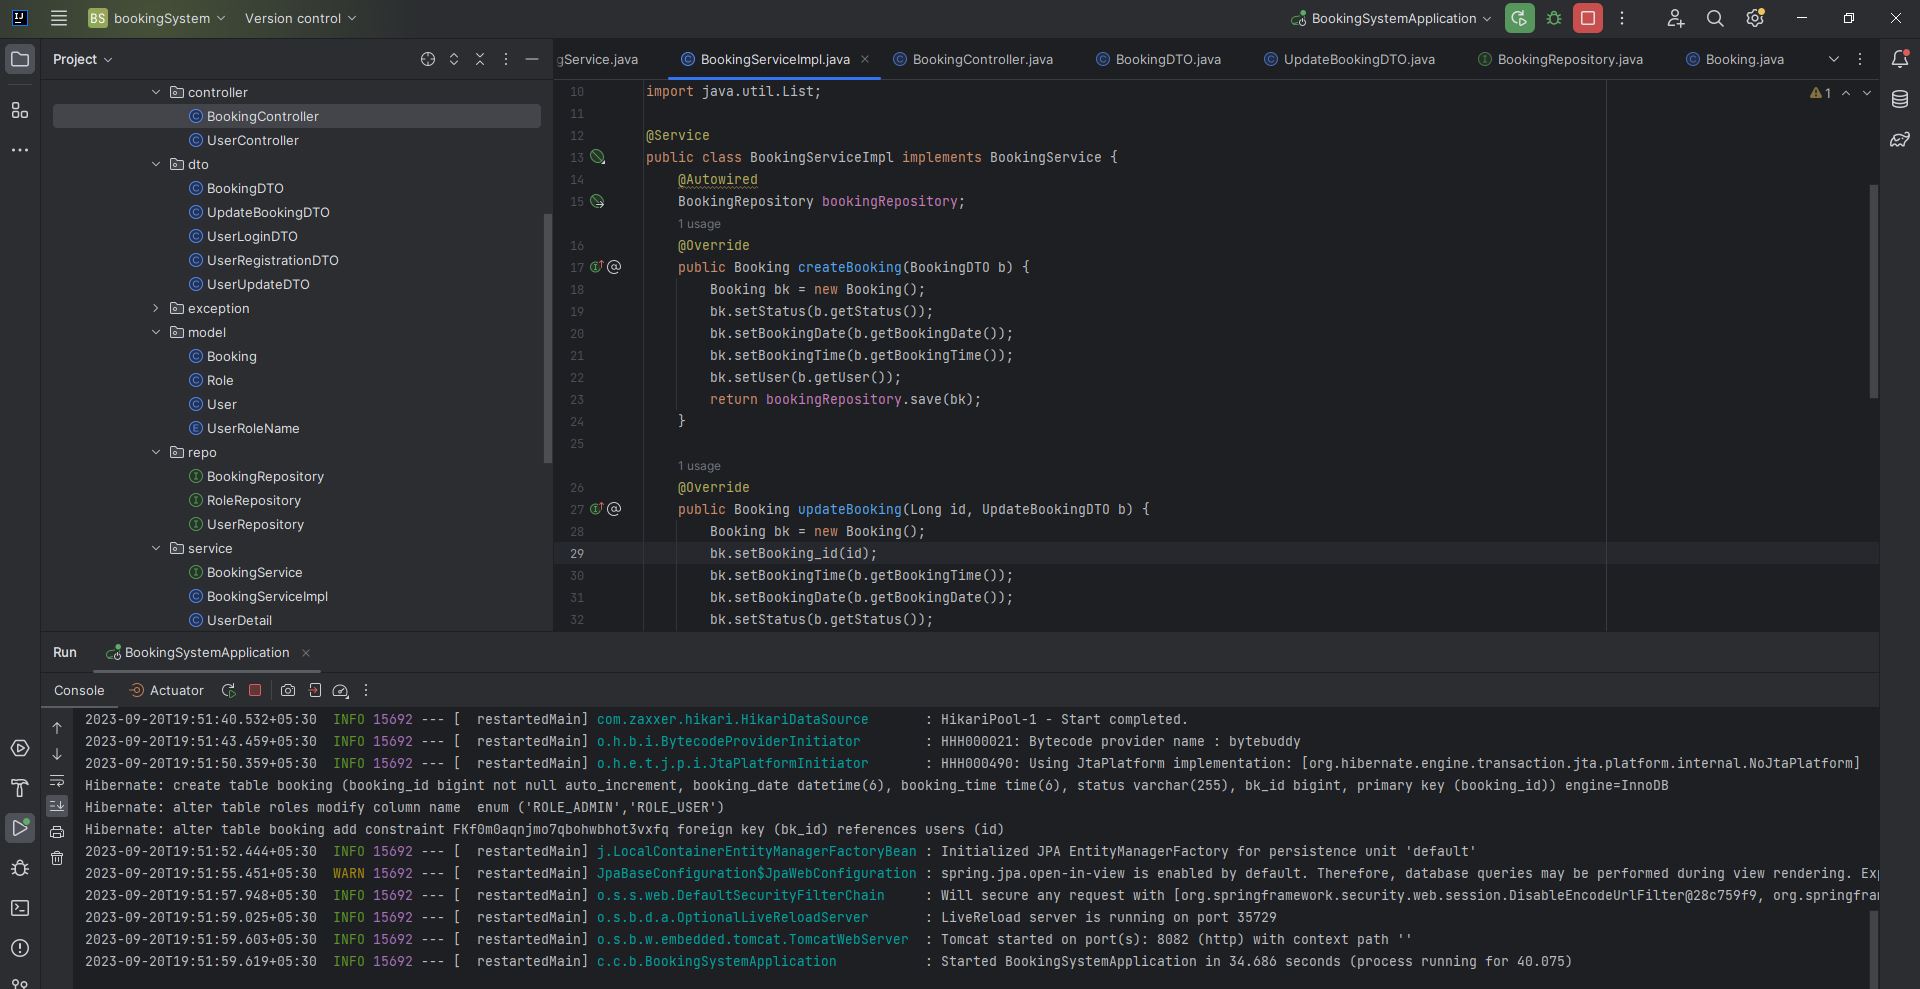 BS bookingSystem Version control BookingSystemApplication
Project
gService.java BookingServiceImpl.java BookingController.java BookingDTO.java UpdateBookingDTO.java BookingRepository.java Booking.java
controller
BookingController
UserController
dto
BookingDTO
UpdateBookingDTO
UserLoginDTO
UserRegistrationDTO
UserUpdateDTO
exception
model
Booking
Role
User
UserRoleName
repo
BookingRepository
RoleRepository
UserRepository
service
BookingService
BookingServiceImpl
UserDetail
1
10 import java.util.List;
11
12 @Service
13 public class BookingServiceImpl implements BookingService {
14 @Autowired
15 BookingRepository bookingRepository;
1 usage
16 @Override
17 public Booking createBooking(BookingDTO b) {
18 Booking bk = new Booking();
19 bk.setStatus(b.getStatus());
20 bk.setBookingDate(b.getBookingDate());
21 bk.setBookingTime(b.getBookingTime());
22 bk.setUser(b.getUser());
23 return bookingRepository.save(bk);
24 }
25
1 usage
26 @Override
27 public Booking updateBooking(Long id, UpdateBookingDTO b) {
28 Booking bk = new Booking();
29 bk.setBooking_id(id);
30 bk.setBookingTime(b.getBookingTime());
31 bk.setBookingDate(b.getBookingDate());
32 bk.setStatus(b.getStatus());
Run BookingSystemApplication
Console Actuator
2023-09-20T19:51:40.532+05:30 INFO 15692 --- [ restartedMain] com.zaxxer.hikari.HikariDataSource : HikariPool-1 - Start completed.
2023-09-20T19:51:43.459+05:30 INFO 15692 --- [ restartedMain] o.h.b.i.BytecodeProviderInitiator : HHH000021: Bytecode provider name : bytebuddy
2023-09-20T19:51:50.359+05:30 INFO 15692 --- [ restartedMain] o.h.e.t.j.p.i.JtaPlatformInitiator : HHH000490: Using JtaPlatform implementation: [org.hibernate.engine.transaction.jta.platform.internal.NoJtaPlatform]
Hibernate: create table booking (booking_id bigint not null auto_increment, booking_date datetime(6), booking_time time(6), status varchar(255), bk_id bigint, primary key (booking_id)) engine=InnoDB
Hibernate: alter table roles modify column name enum ('ROLE_ADMIN','ROLE_USER')
Hibernate: alter table booking add constraint FKf0m0aqnjmo7qbohwbhot3vxfq foreign key (bk_id) references users (id)
2023-09-20T19:51:52.444+05:30 INFO 15692 --- [ restartedMain] j.LocalContainerEntityManagerFactoryBean : Initialized JPA EntityManagerFactory for persistence unit 'default'
2023-09-20T19:51:55.451+05:30 WARN 15692 --- [ restartedMain] JpaBaseConfiguration$JpaWebConfiguration : spring.jpa.open-in-view is enabled by default. Therefore, database queries may be performed during view rendering. Exp
2023-09-20T19:51:57.948+05:30 INFO 15692 --- [ restartedMain] o.s.s.web.DefaultSecurityFilterChain : Will secure any request with [org.springframework.security.web.session.DisableEncodeUrlFilter@28c759f9, org.springfram
2023-09-20T19:51:59.025+05:30 INFO 15692 --- [ restartedMain] o.s.b.d.a.OptionalLiveReloadServer : LiveReload server is running on port 35729
2023-09-20T19:51:59.603+05:30 INFO 15692 --- [ restartedMain] o.s.b.w.embedded.tomcat.TomcatWebServer : Tomcat started on port(s): 8082 (http) with context path ''
2023-09-20T19:51:59.619+05:30 INFO 15692 --- [ restartedMain] c.c.b.BookingSystemApplication : Started BookingSystemApplication in 34.686 seconds (process running for 40.075)